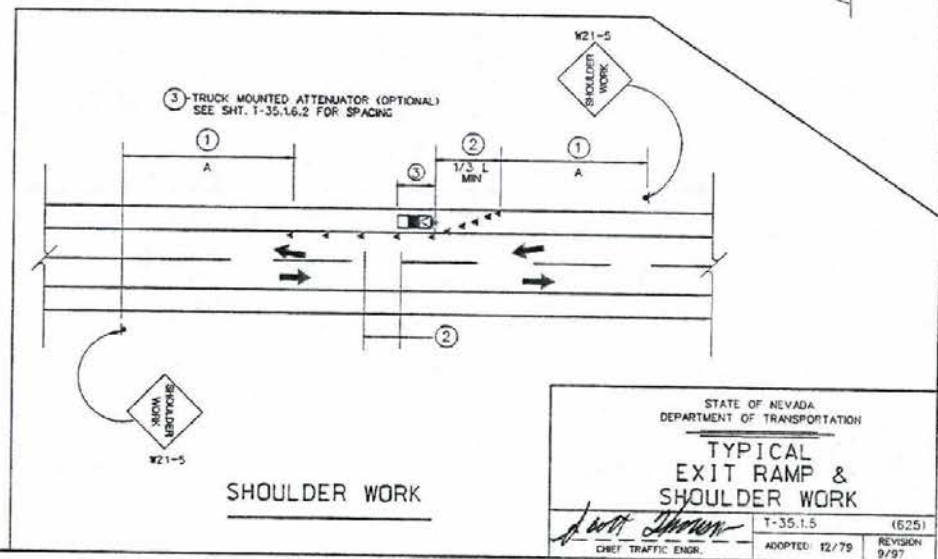 W21-5
SHOULDER
WORK
③-TRUCK MOUNTED ATTENUATOR (OPTIONAL)
SEE SHT. T-35.1.6.2 FOR SPACING
①
A
③
②
1/3 L
MIN
①
A
②
SHOULDER
WORK
W21-5
SHOULDER WORK
STATE OF NEVADA
DEPARTMENT OF TRANSPORTATION
TYPICAL
EXIT RAMP &
SHOULDER WORK
CHIEF TRAFFIC ENGR.
T-35.1.5
(625)
ADOPTED: 12/79
REVISION
9/97